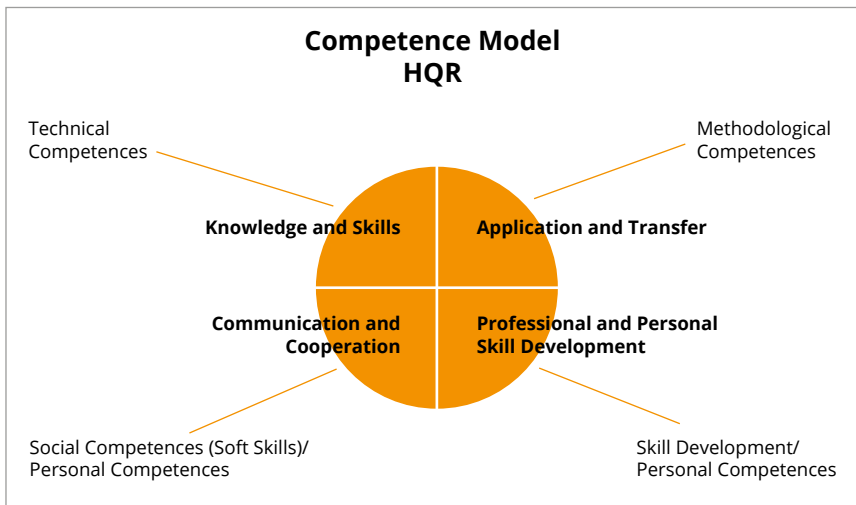 Competence Model
HQR
Technical
Competences
Methodological
Competences
Knowledge and Skills
Application and Transfer
Communication and
Cooperation
Professional and Personal
Skill Development
Social Competences (Soft Skills)/
Personal Competences
Skill Development/
Personal Competences